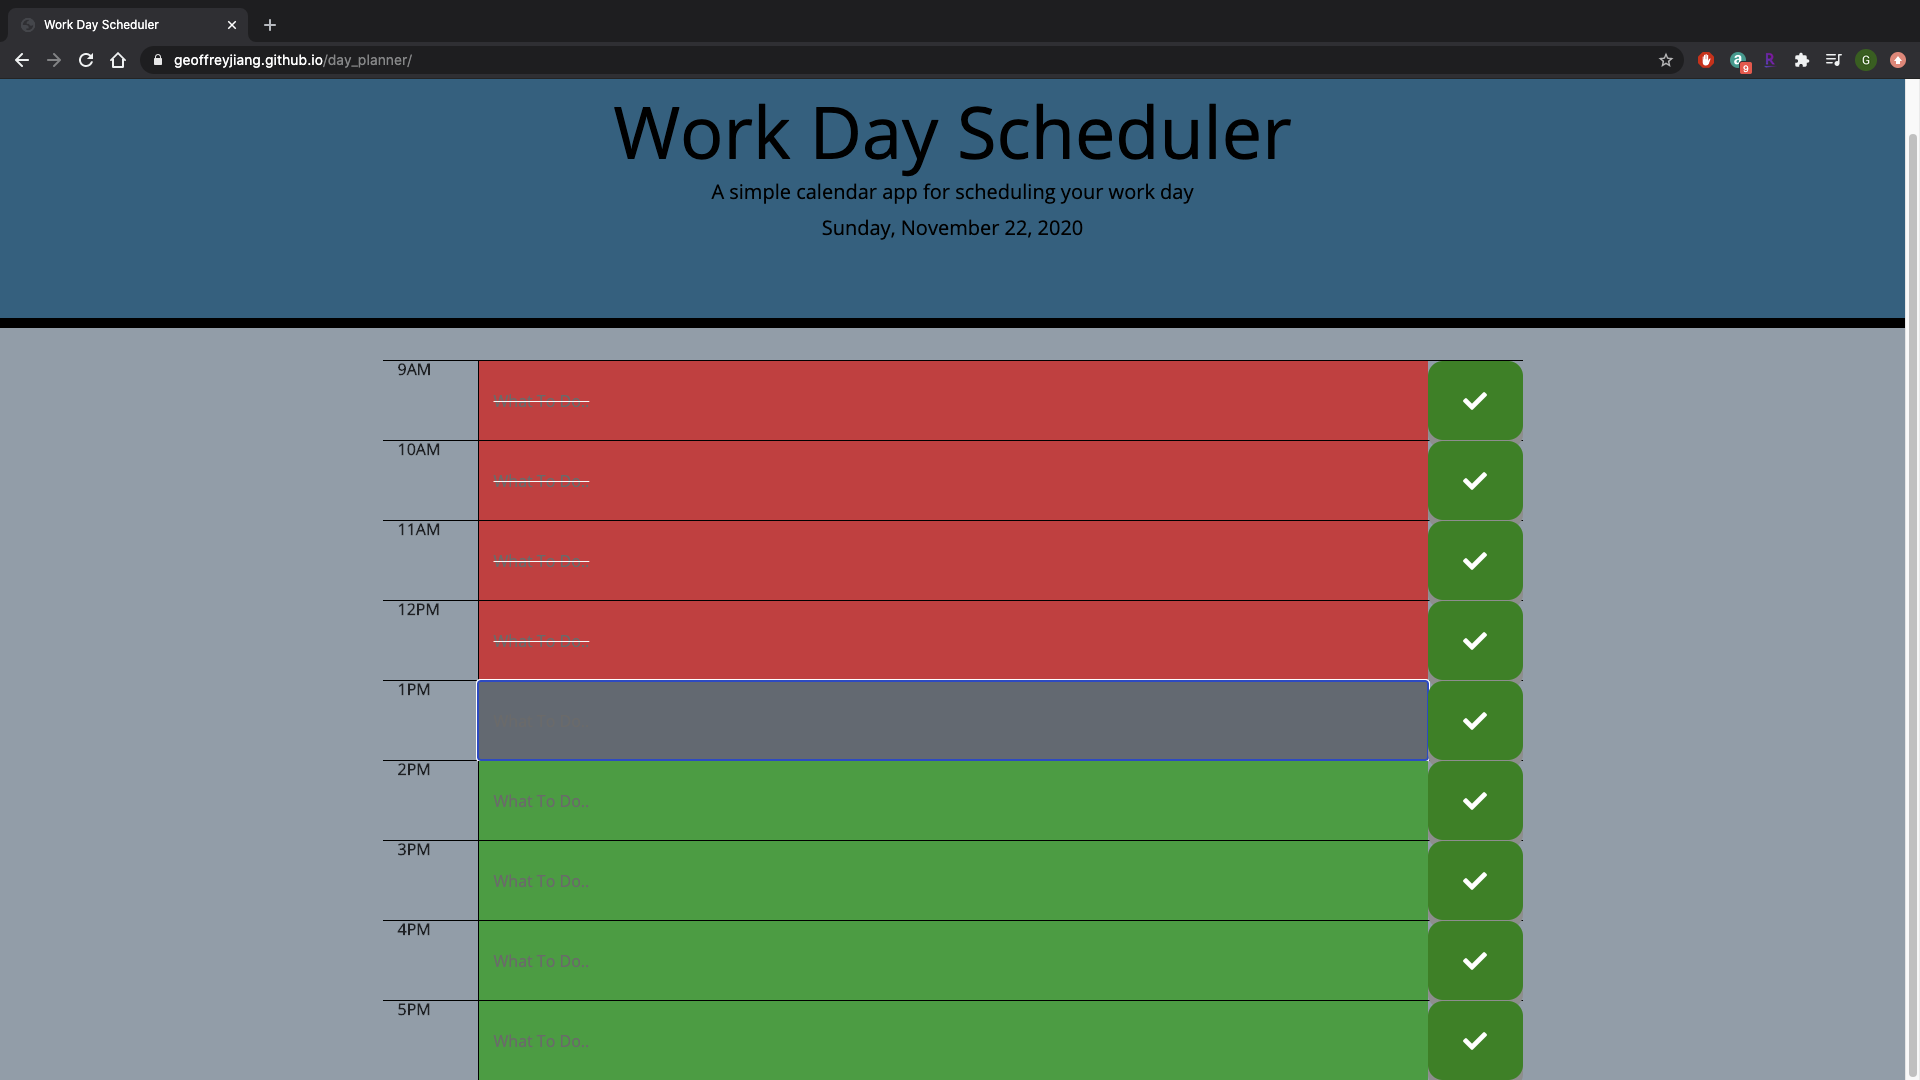 Work Day Scheduler
geoffreyjiang.github.io/day_planner/
9
R
G
Work Day Scheduler
A simple calendar app for scheduling your work day
Sunday, November 22, 2020
9AM
What To Do..
10AM
What To Do..
11AM
What To Do..
12PM
What To Do..
1PM
2PM
What To Do..
3PM
What To Do..
4PM
What To Do..
5PM
What To Do..